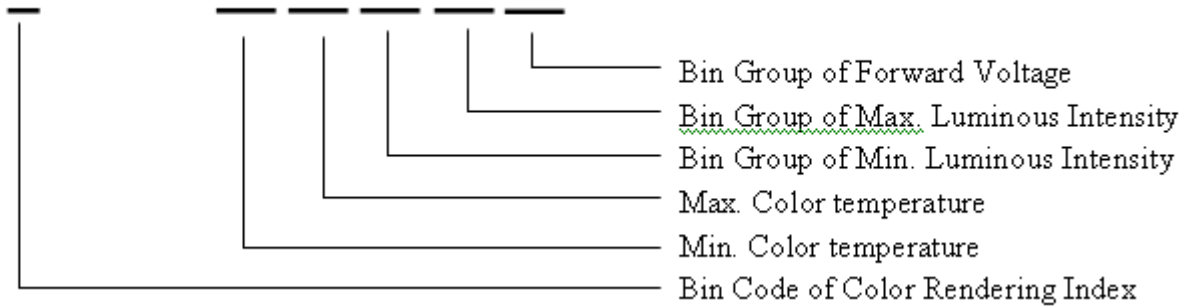 Bin Group of Forward Voltage
Bin Group of Max. Luminous Intensity
Bin Group of Min. Luminous Intensity
Max. Color temperature
Min. Color temperature
Bin Code of Color Rendering Index